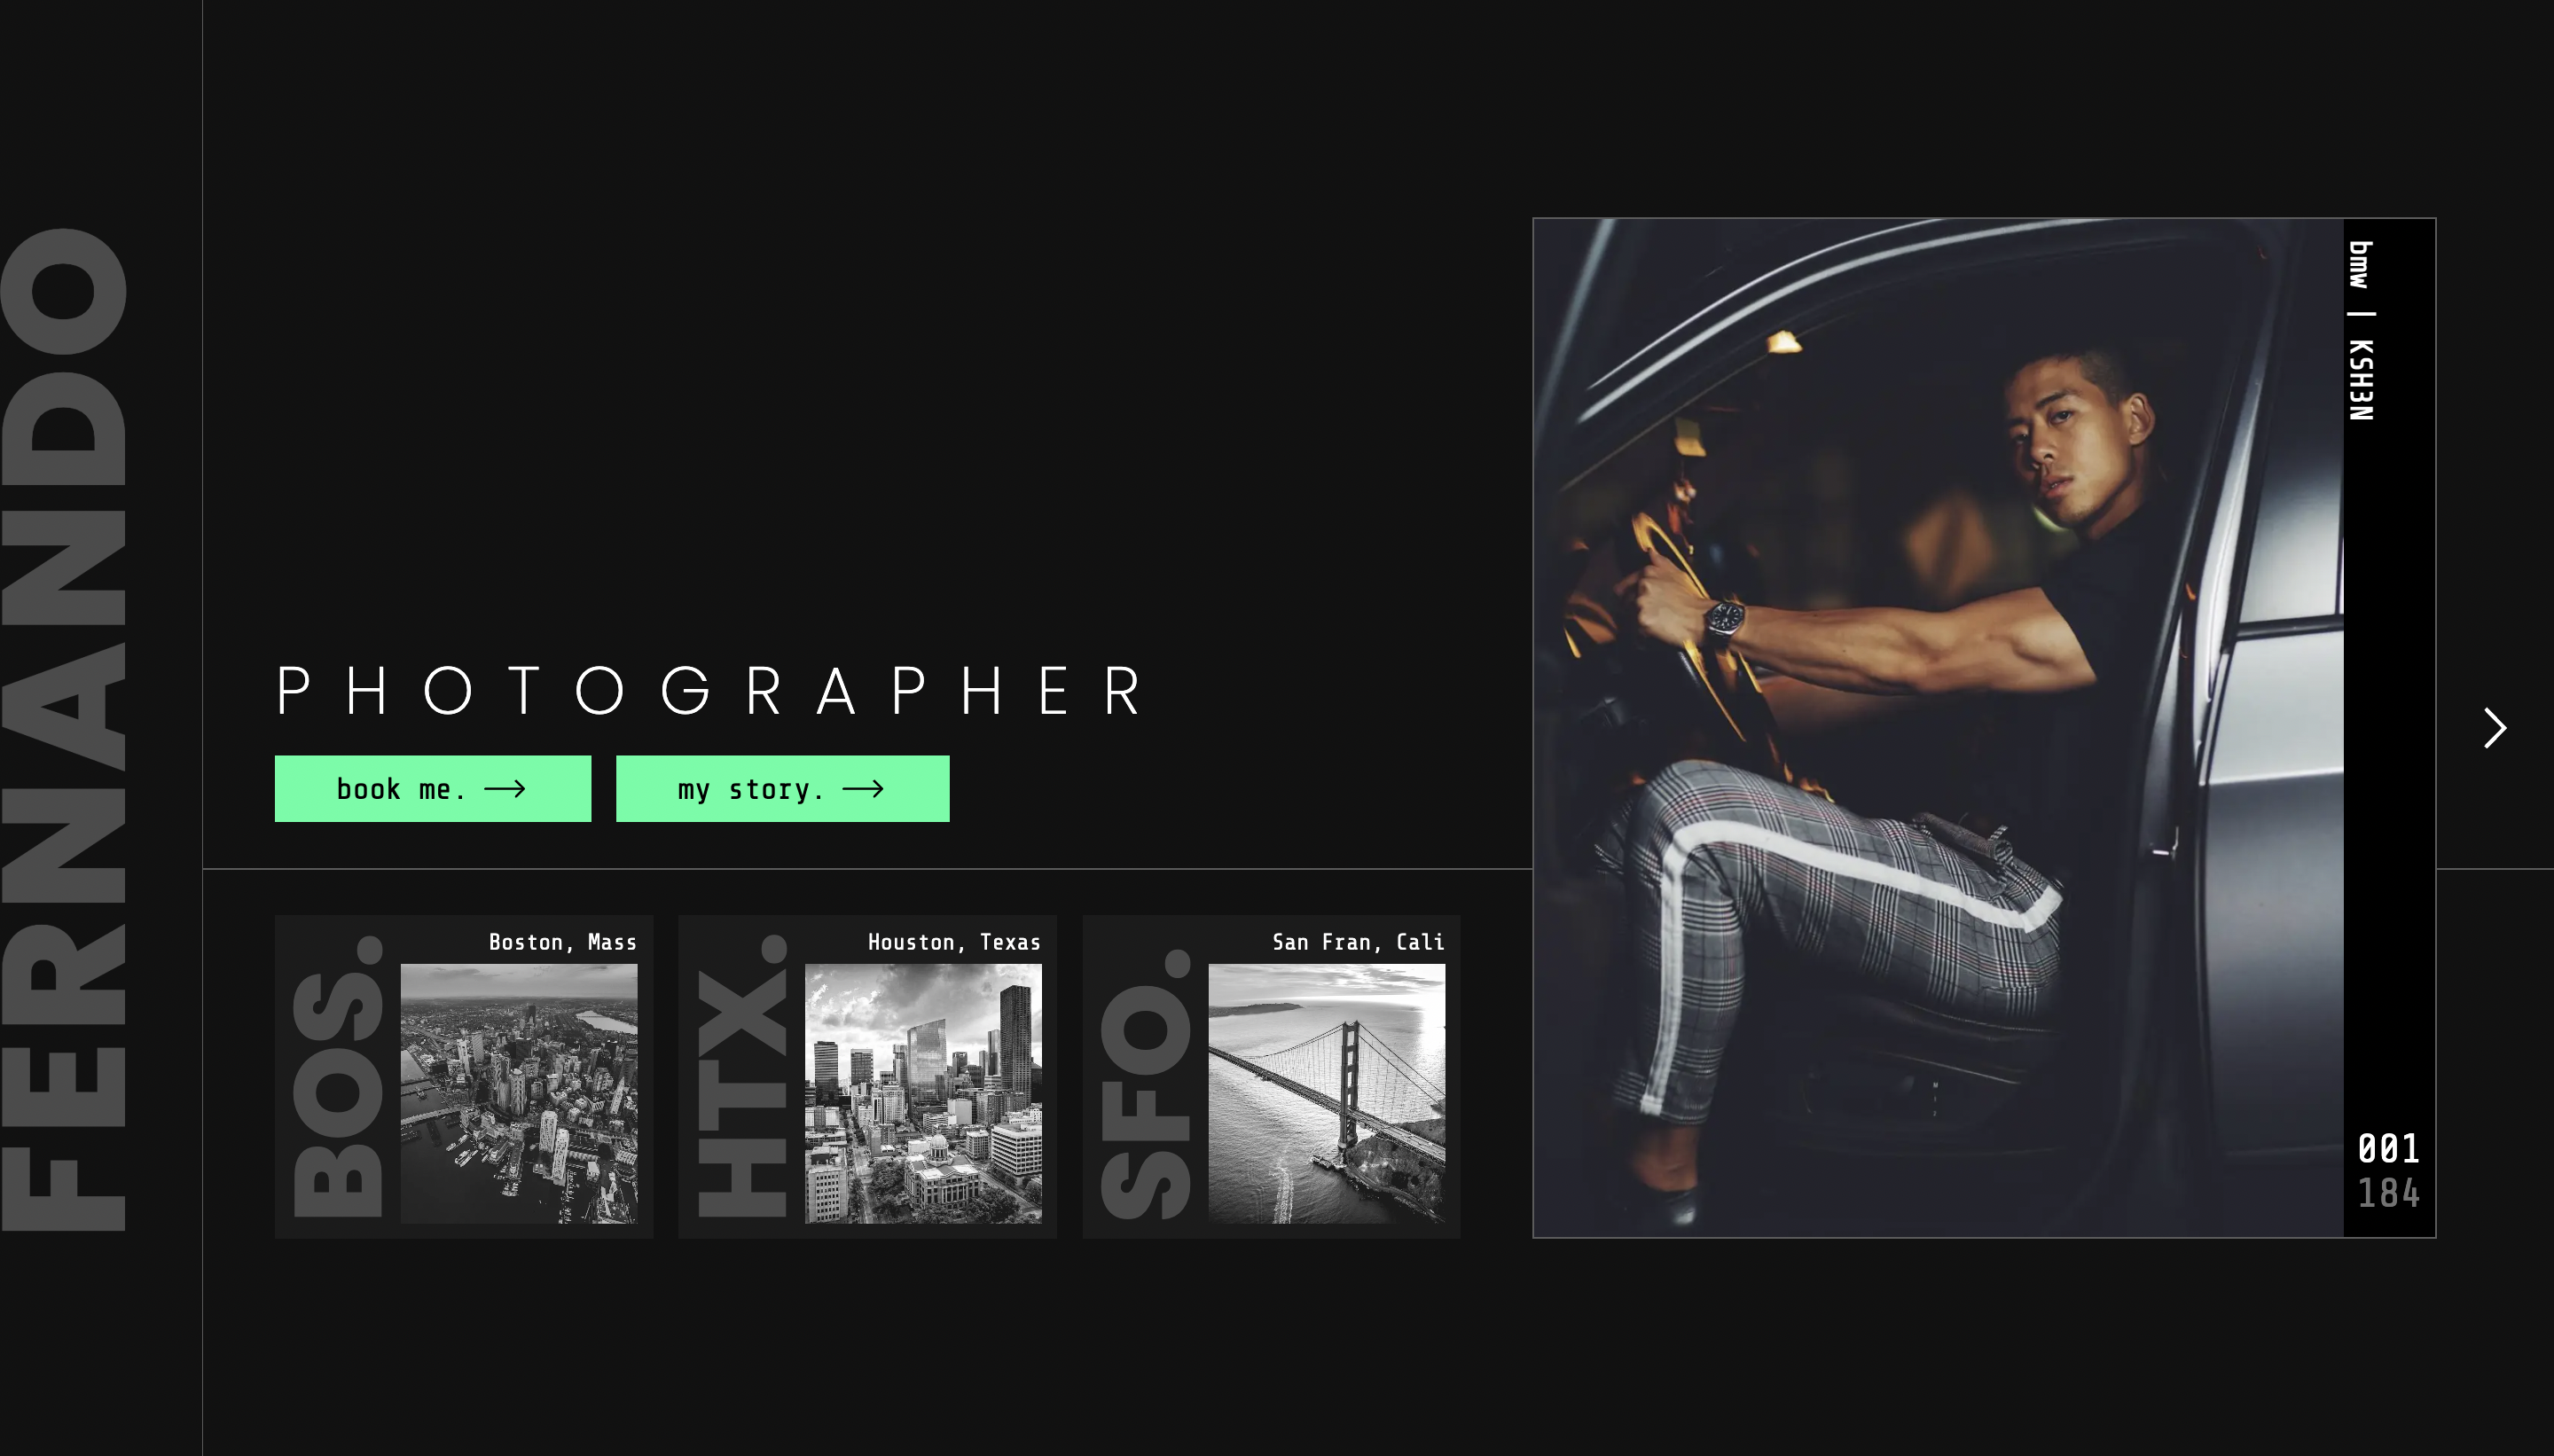 FERNANDO
PHOTOGRAPHER
book me.
my story.
BOS.
Boston, Mass
HTX.
Houston, Texas
SFO.
San Fran, Cali
bmw | KSH3N
001
184